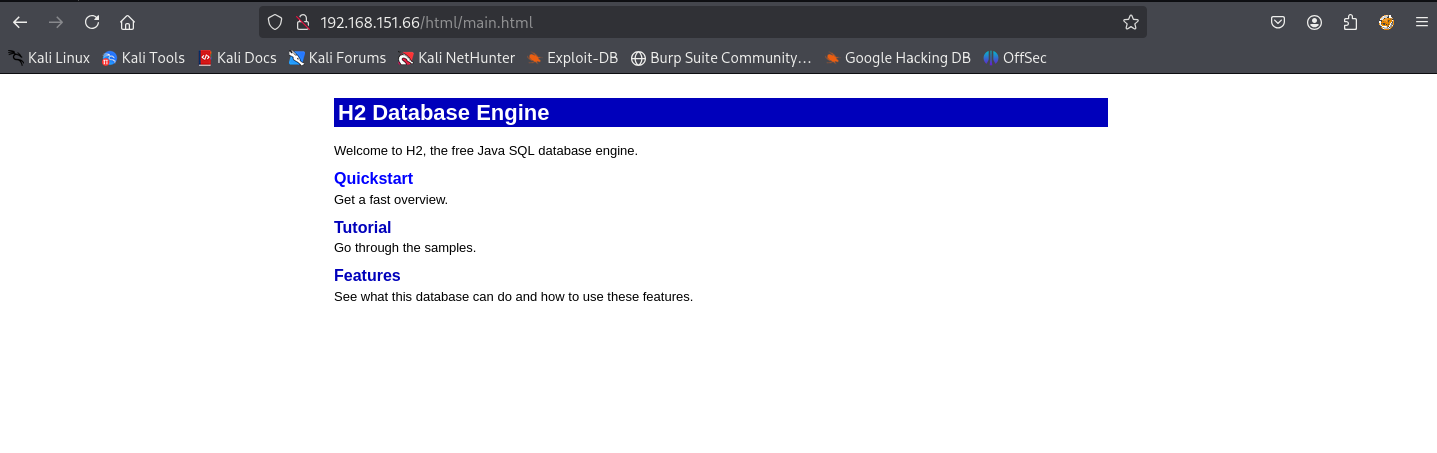 192.168.151.66/html/main.html
Kali Linux Kali Tools Kali Docs Kali Forums Kali NetHunter Exploit-DB Burp Suite Community… Google Hacking DB OffSec
H2 Database Engine
Welcome to H2, the free Java SQL database engine.
Quickstart
Get a fast overview.
Tutorial
Go through the samples.
Features
See what this database can do and how to use these features.